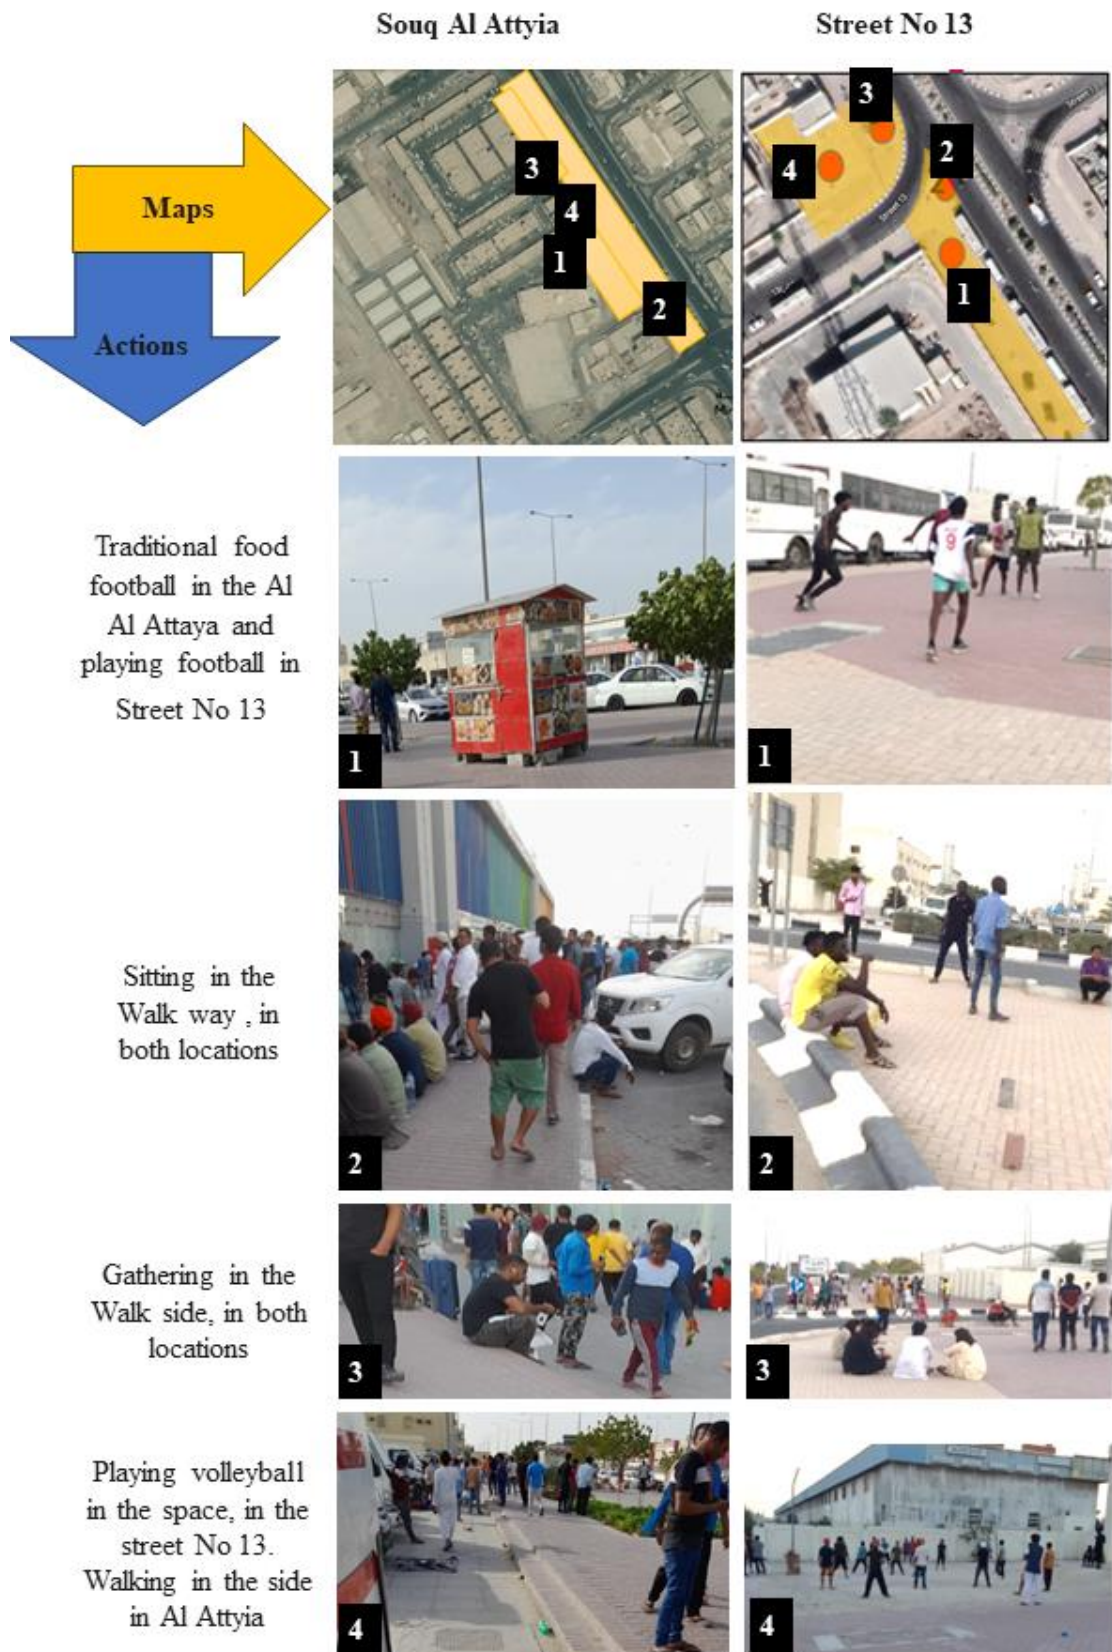 Souq Al Attyia
Street No 13
Maps
Actions
3
4
1
2
3
2
4
1
Street 13
Traditional food
football in the Al
Al Attaya and
playing football in
Street No 13
1
9
1
Sitting in the
Walk way , in
both locations
2
2
Gathering in the
Walk side, in both
locations
3
3
Playing volleyball
in the space, in the
street No 13.
Walking in the side
in Al Attyia
4
4